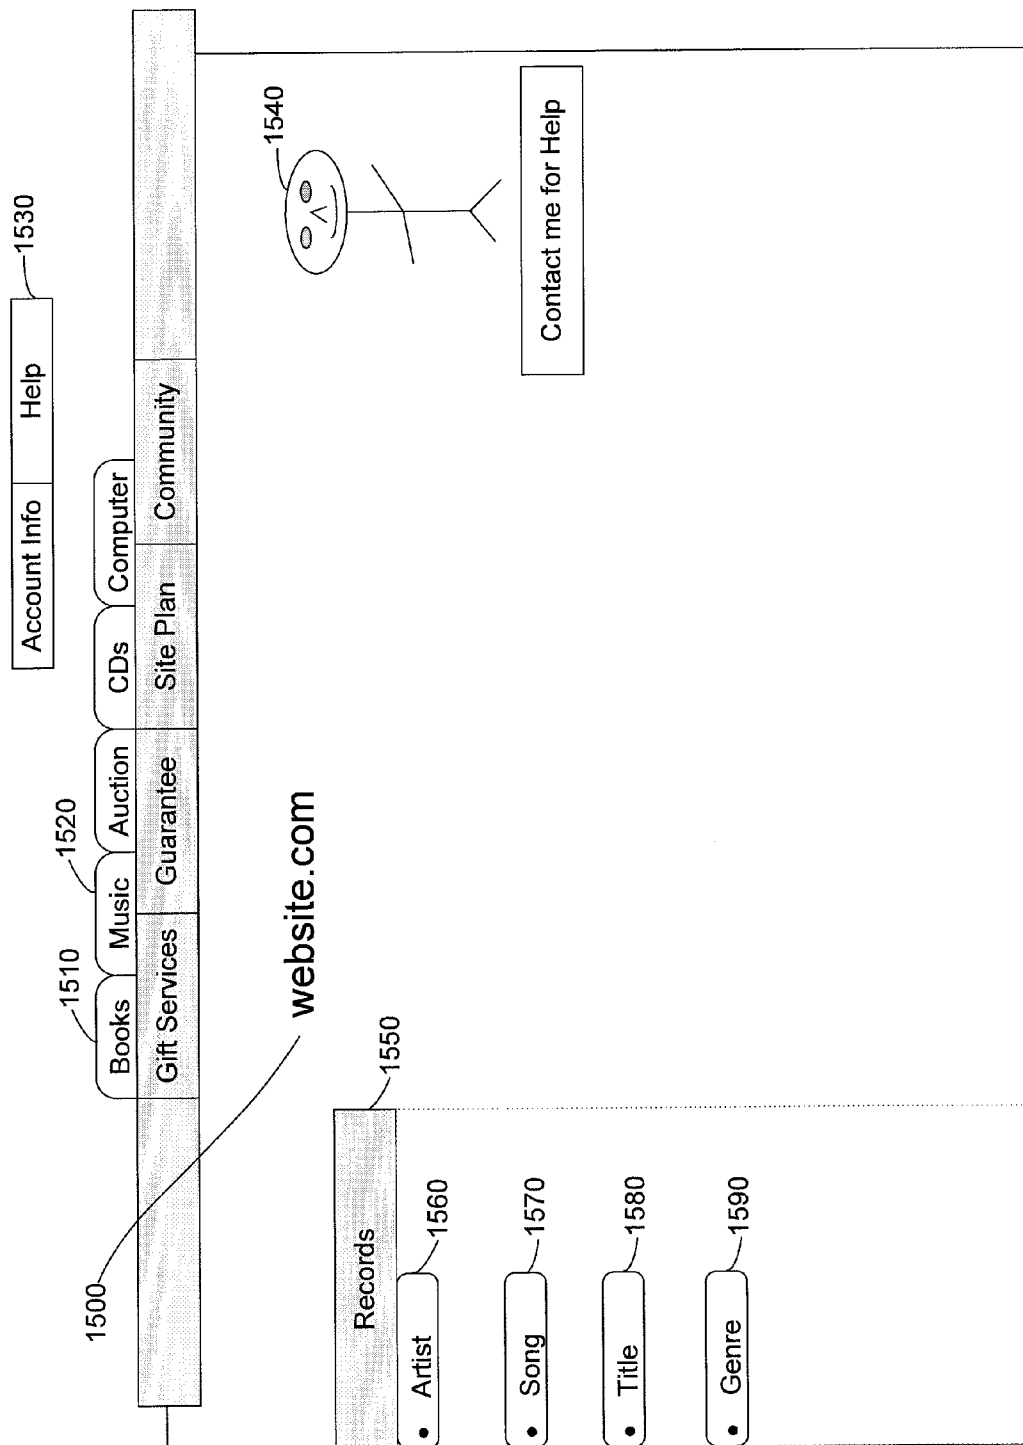 Account Info Help 1530
1510 1520
Books Music Auction CDs Computer
Gift Services Guarantee Site Plan Community
1500
website.com
1540
1550
Records
Artist 1560
Song 1570
Title 1580
Genre 1590
Contact me for Help